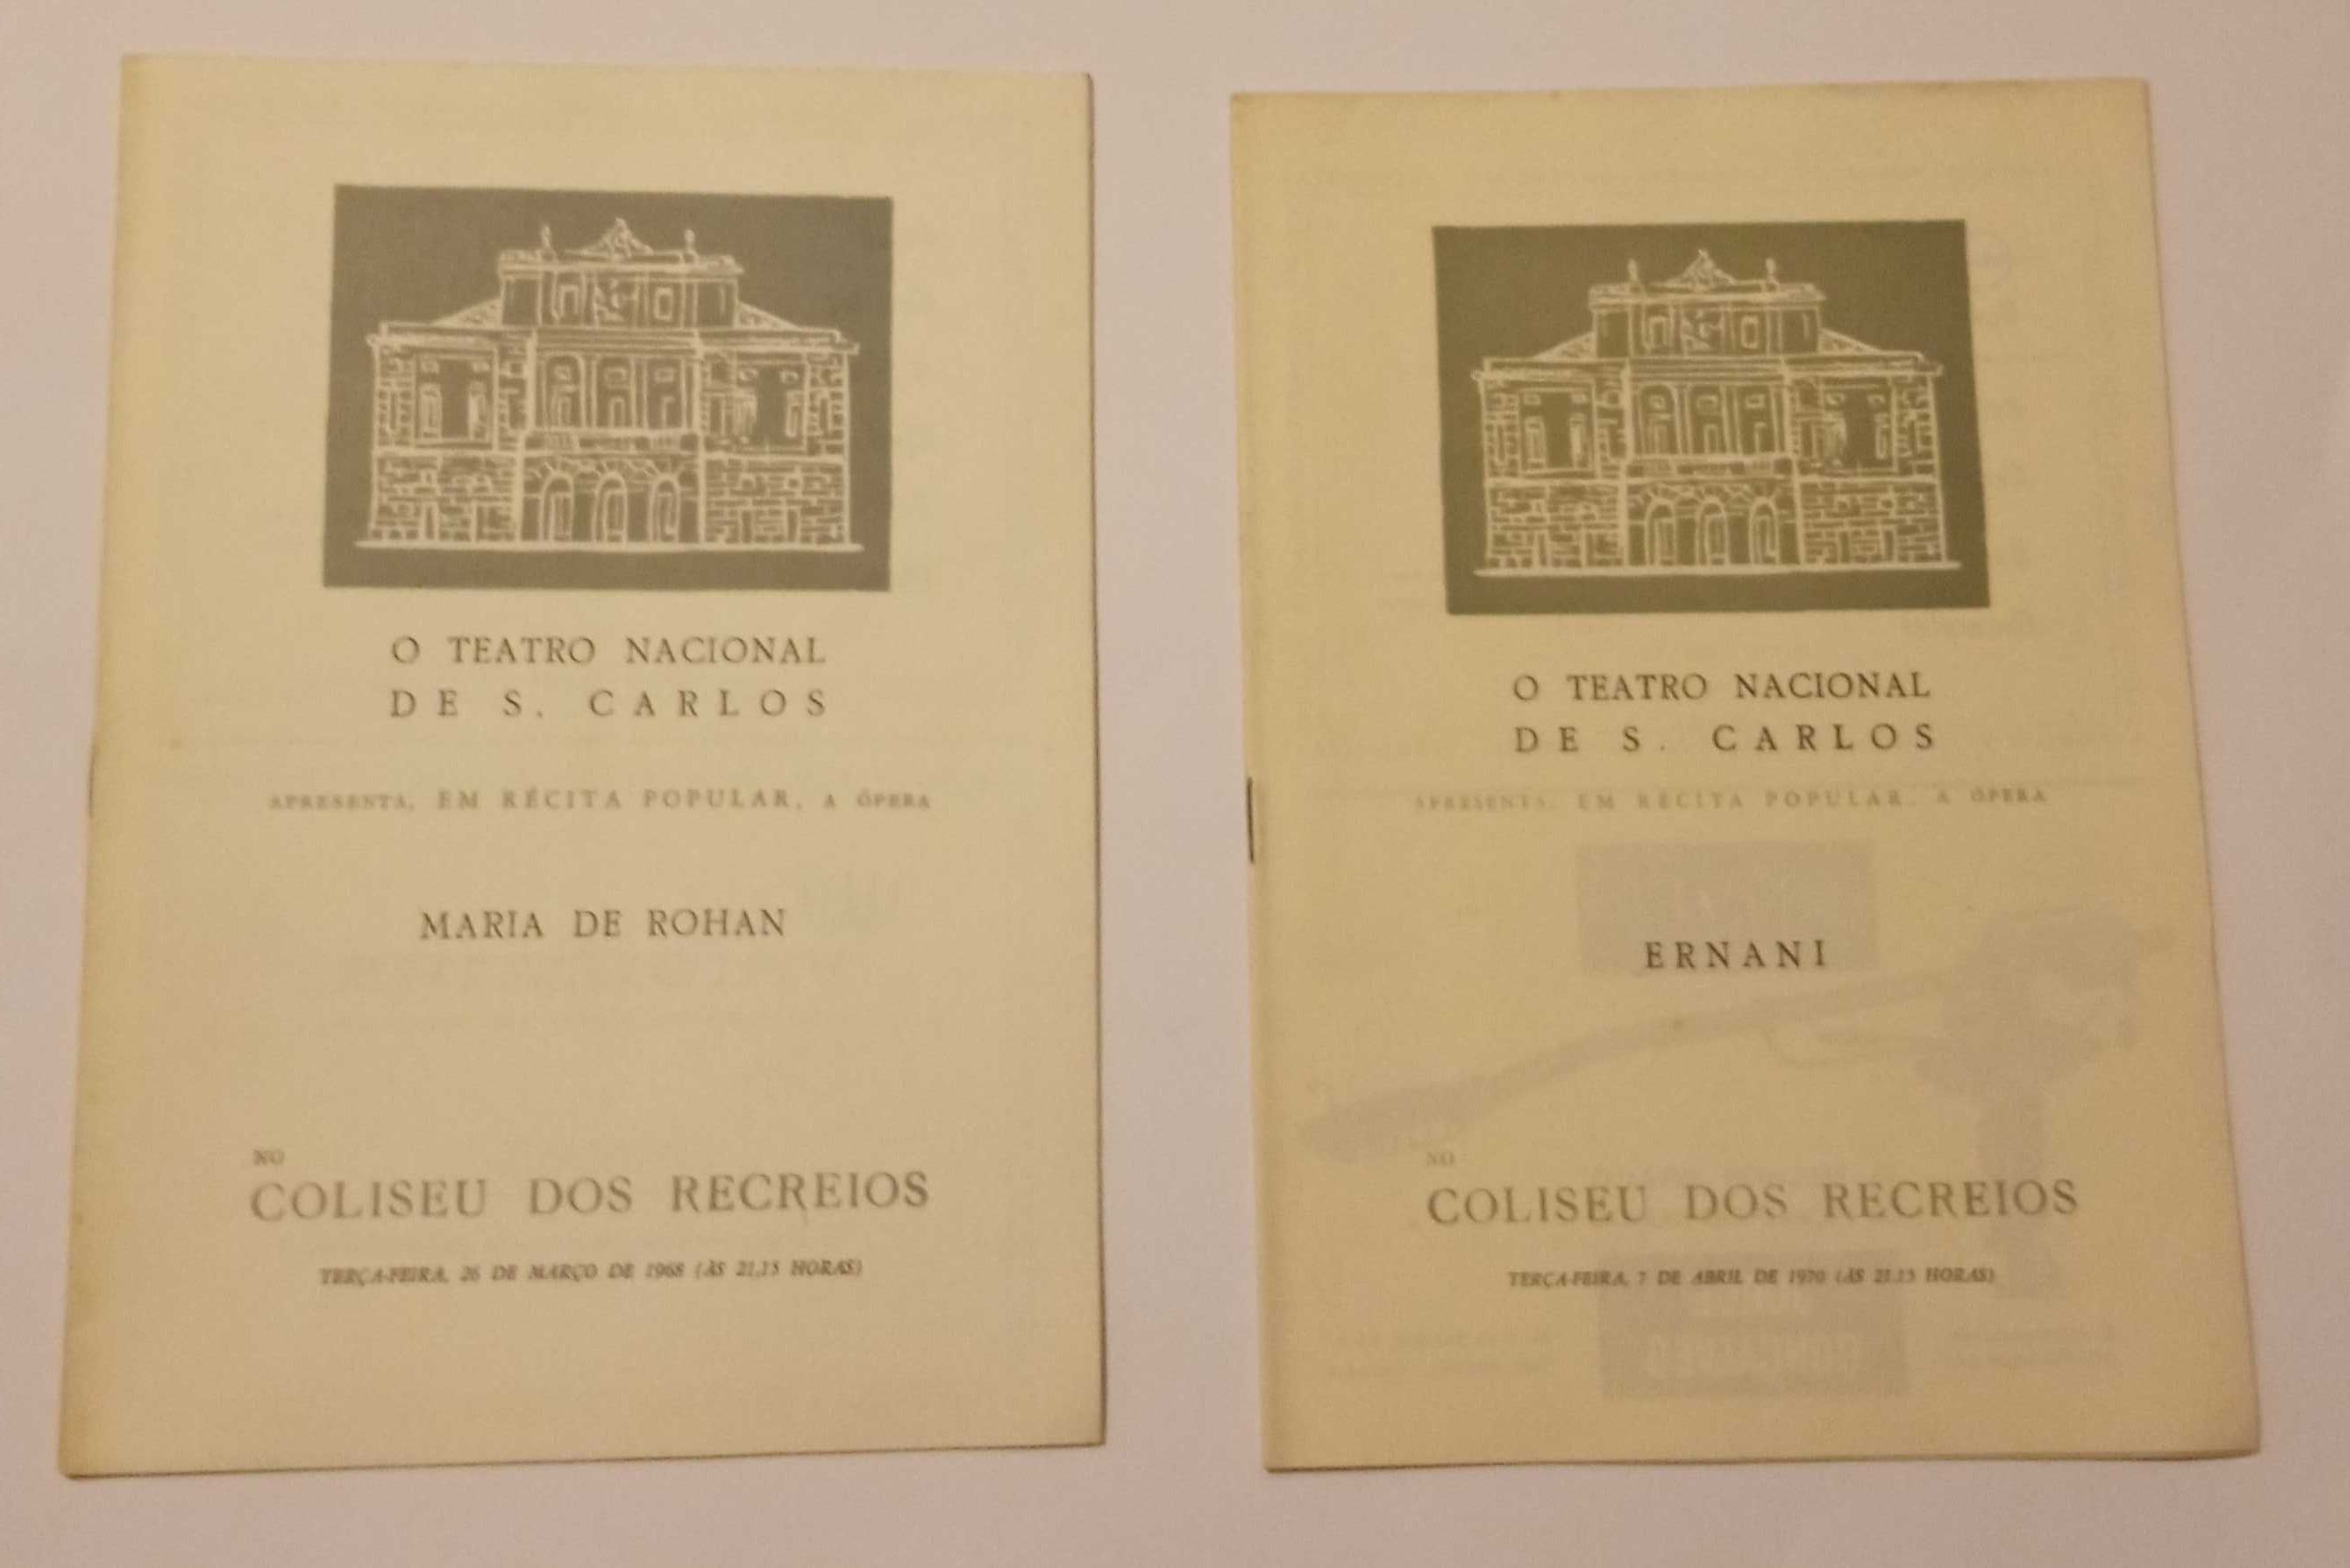 O TEATRO NACIONAL
DE S. CARLOS
APRESENTA, EM RÉCITA POPULAR, A ÓPERA
MARIA DE ROHAN
NO
COLISEU DOS RECREIOS
TERÇA-FEIRA, 26 DE MARÇO DE 1968 (ÀS 21,15 HORAS)
O TEATRO NACIONAL
DE S. CARLOS
APRESENTA, EM RÉCITA POPULAR, A ÓPERA
ERNANI
NO
COLISEU DOS RECREIOS
TERÇA-FEIRA, 7 DE ABRIL DE 1970 (ÀS 21,15 HORAS)